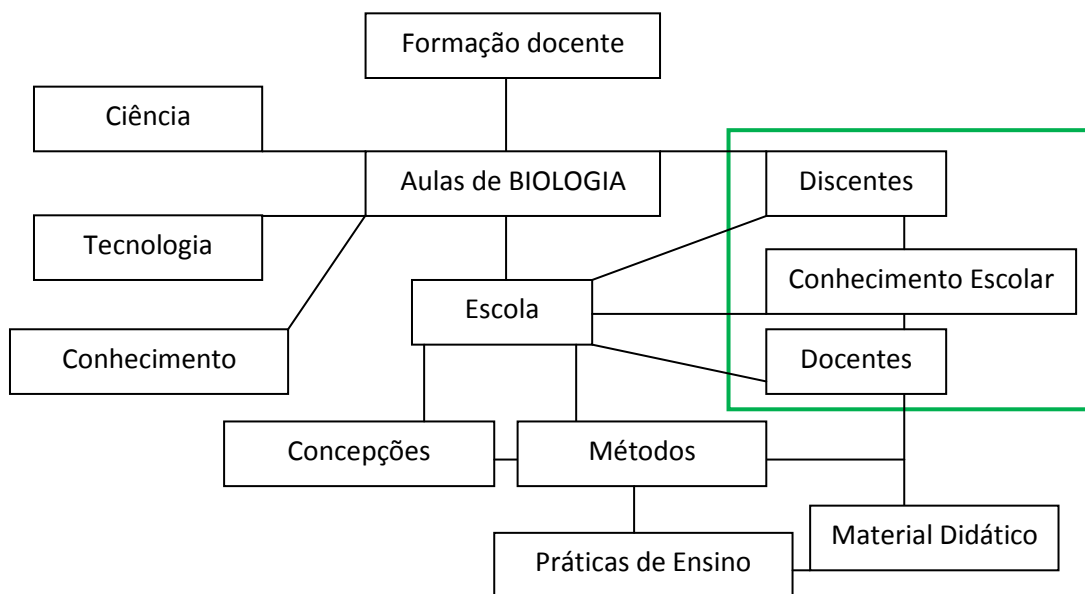 Formação docente
Ciência
Aulas de BIOLOGIA
Discentes
Tecnologia
Conhecimento Escolar
Escola
Conhecimento
Docentes
Concepções
Métodos
Material Didático
Práticas de Ensino